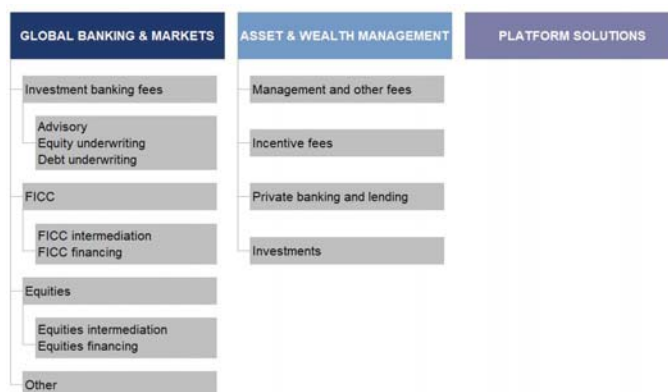 GLOBAL BANKING & MARKETS
Investment banking fees
Advisory
Equity underwriting
Debt underwriting
FICC
FICC intermediation
FICC financing
Equities
Equities intermediation
Equities financing
Other
ASSET & WEALTH MANAGEMENT
Management and other fees
Incentive fees
Private banking and lending
Investments
PLATFORM SOLUTIONS